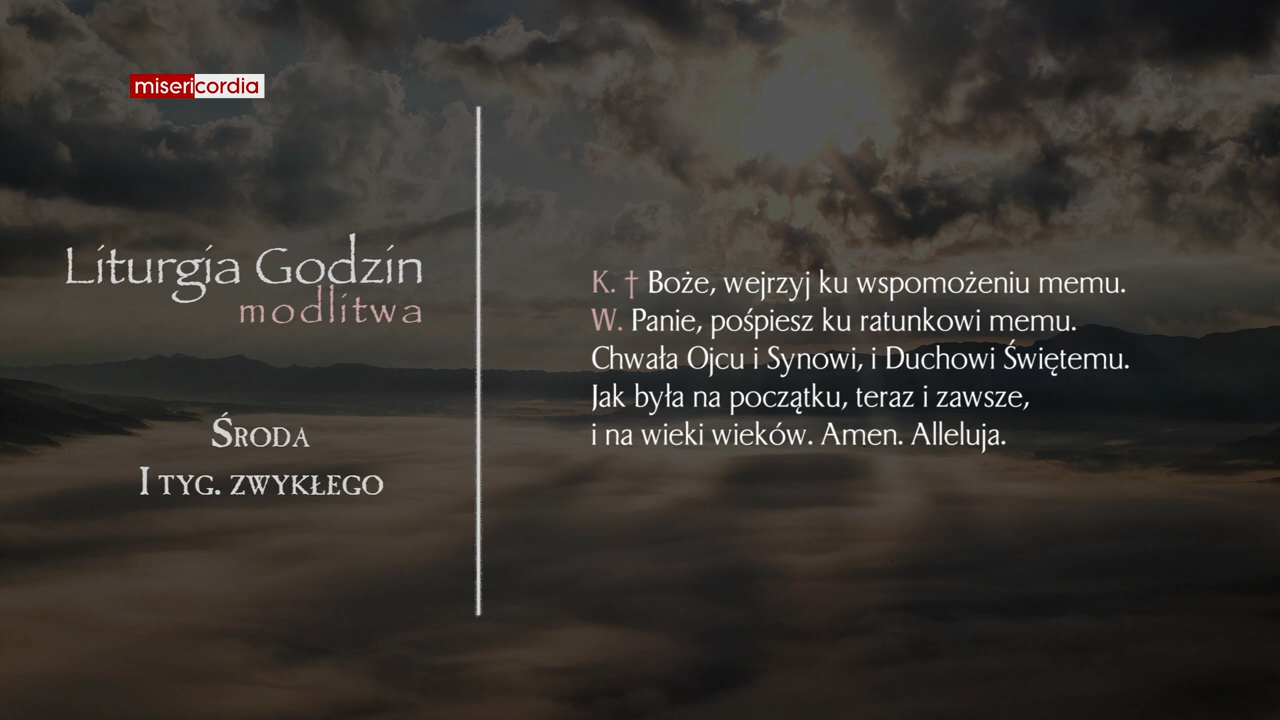 misericordia
Liturgia Godzin
modlitwa
Środa
I tyg. zwykłego
K. † Boże, wejrzyj ku wspomożeniu memu.
W. Panie, pośpiesz ku ratunkowi memu.
Chwała Ojcu i Synowi, i Duchowi Świętemu.
Jak była na początku, teraz i zawsze,
i na wieki wieków. Amen. Alleluja.